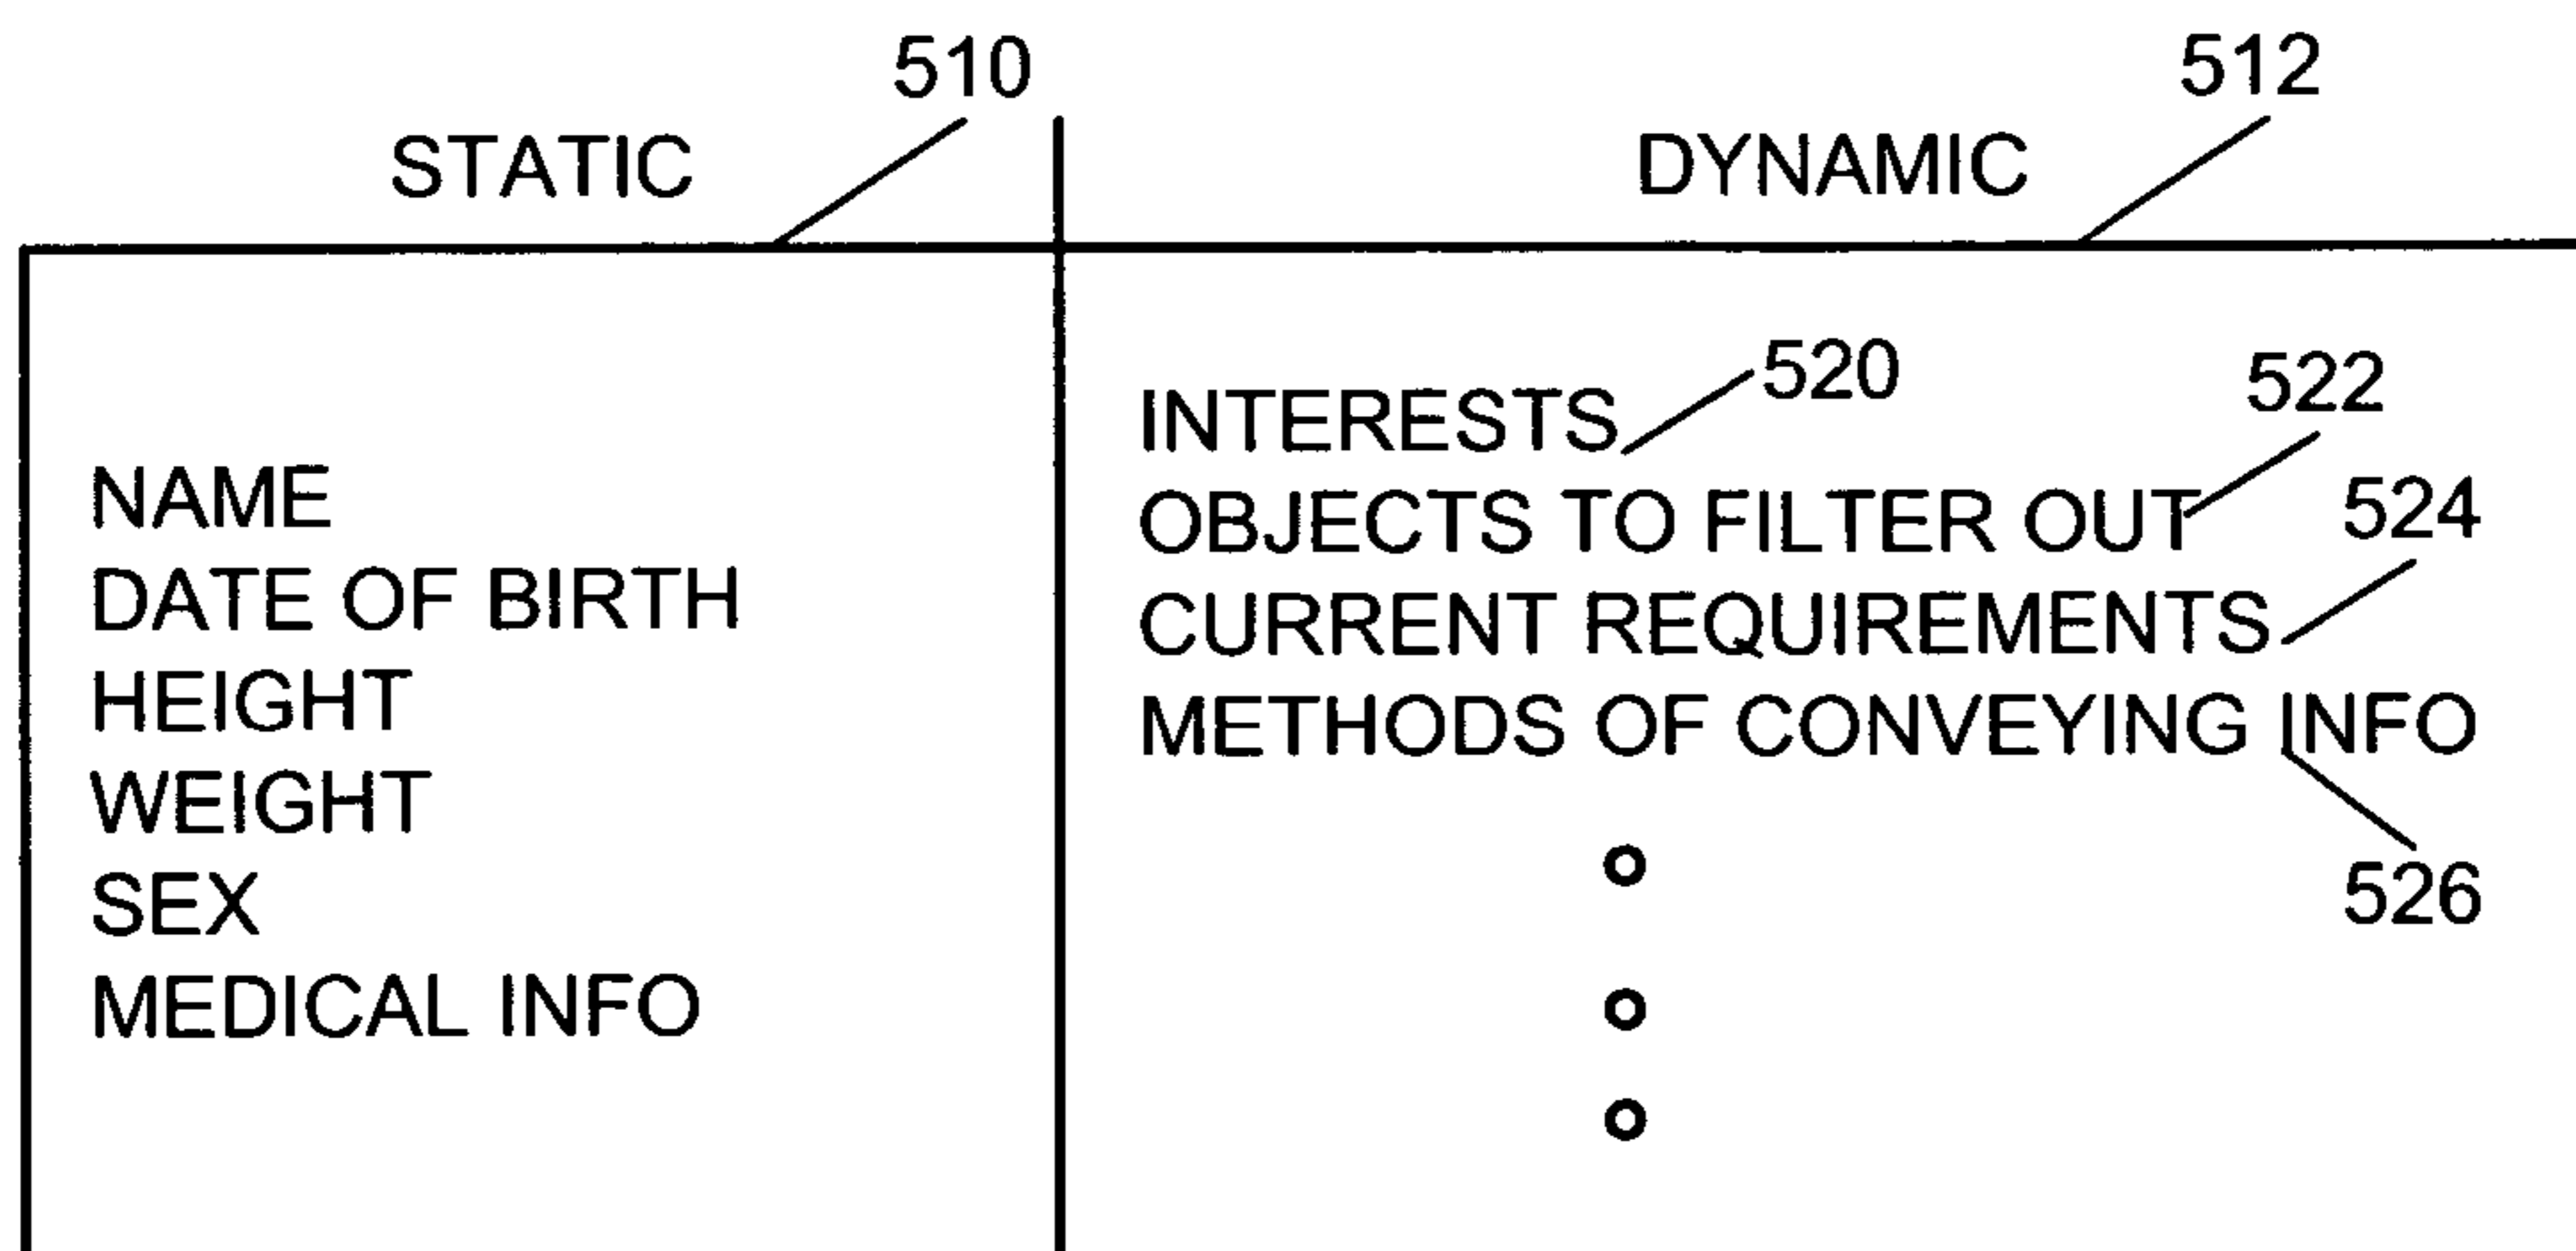 510
512
STATIC
DYNAMIC
NAME
DATE OF BIRTH
HEIGHT
WEIGHT
SEX
MEDICAL INFO
INTERESTS
520
522
OBJECTS TO FILTER OUT
524
CURRENT REQUIREMENTS
METHODS OF CONVEYING INFO
526